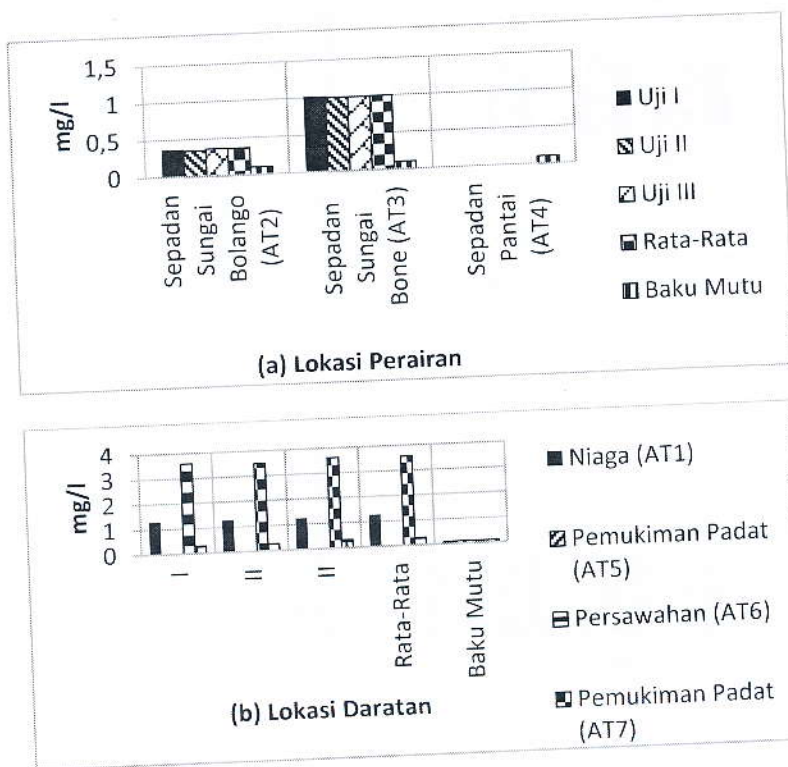 1,5
1
0,5
0
mg/l
Sepadan
Sungai
Bolango
(AT2)
Sepadan
Sungai
Bone (AT3)
Sepadan
Pantai
(AT4)
Uji I
Uji II
Uji III
Rata-Rata
Baku Mutu
(a) Lokasi Perairan
4
3
2
1
0
mg/l
I
II
II
Rata-Rata
Baku Mutu
Niaga (AT1)
Pemukiman Padat
(AT5)
Persawahan (AT6)
Pemukiman Padat
(AT7)
(b) Lokasi Daratan